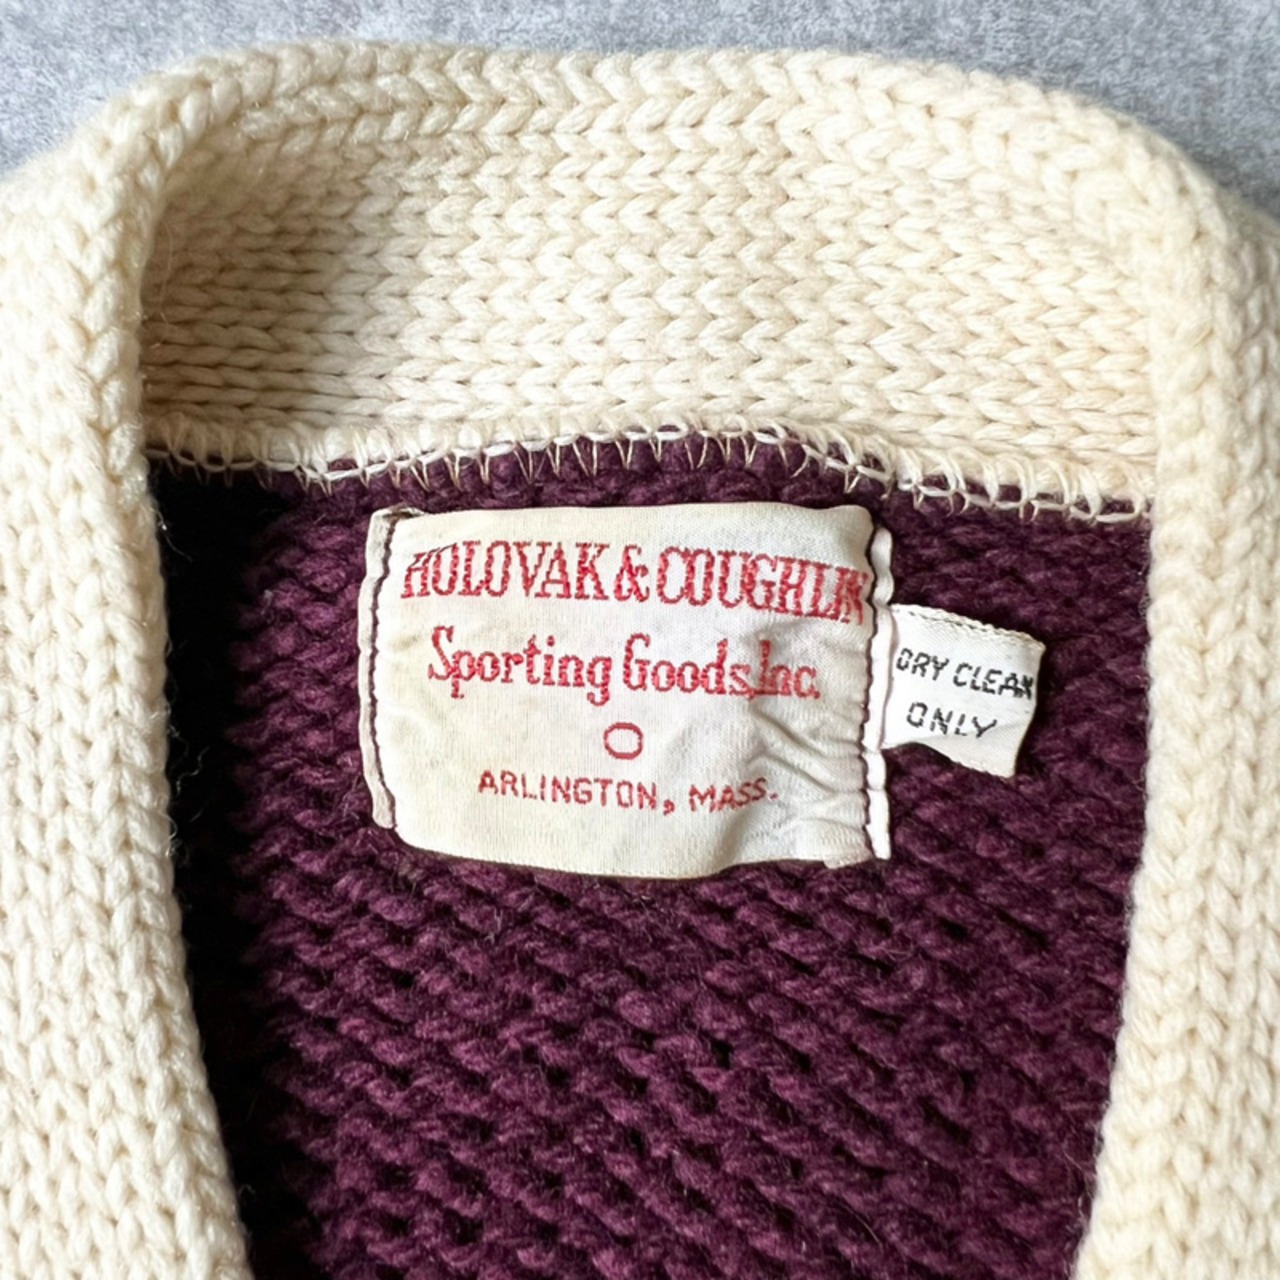 HOLOVAK & COUGHLIN
Sporting Goods, Inc.
O
ARLINGTON, MASS.
DRY CLEAN
ONLY